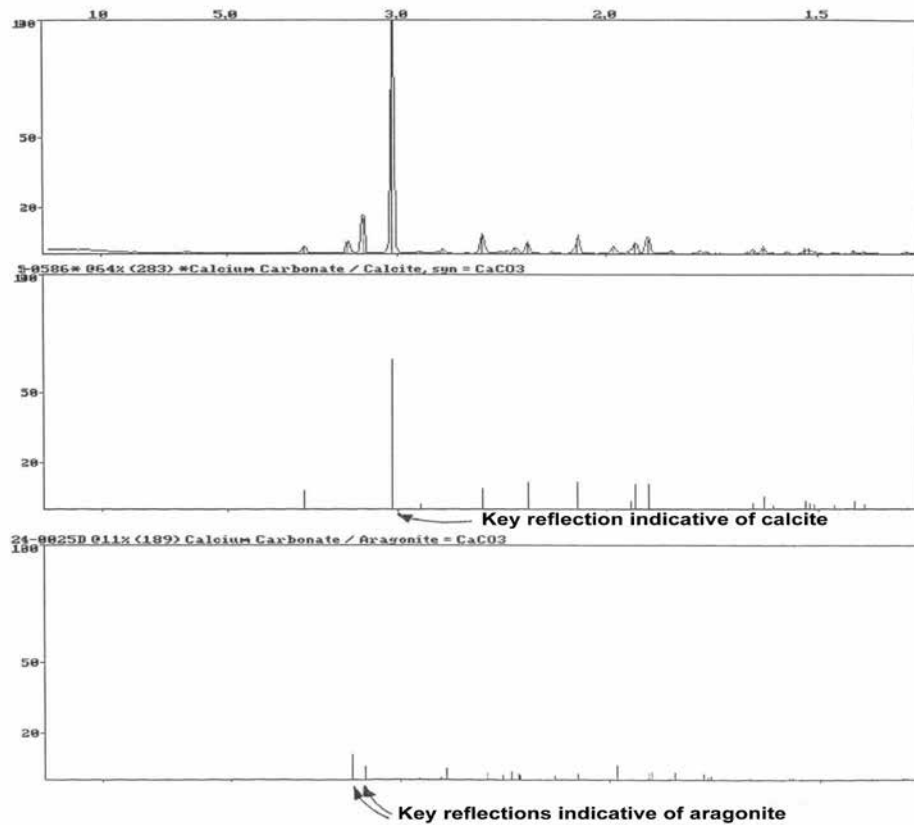 10 5.0 3.0 2.0 1.5
100
50
20
5-0586* @64% (283) *Calcium Carbonate / Calcite, syn = CaCO3
100
50
20
Key reflection indicative of calcite
24-0025D @11% (189) Calcium Carbonate / Aragonite = CaCO3
100
50
20
Key reflections indicative of aragonite